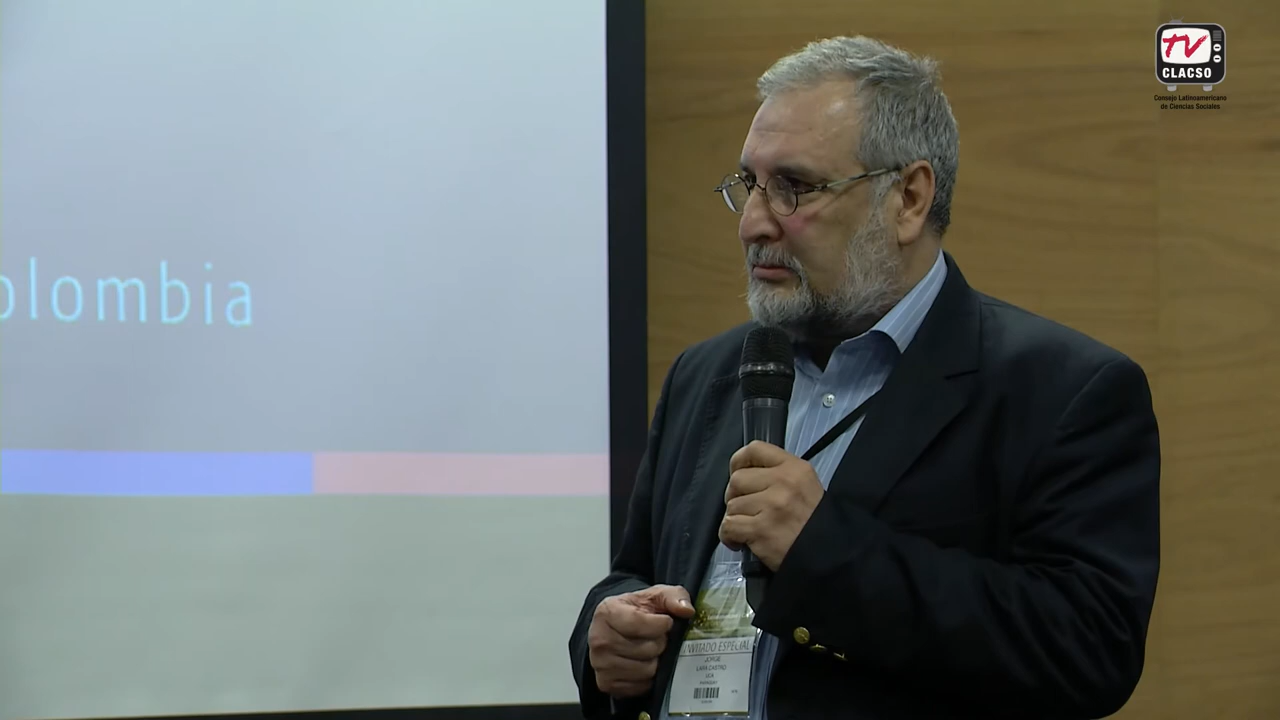 TV
CLACSO
Consejo Latinoamericano
de Ciencias Sociales
olombia
INVITADO ESPECIAL
JORGE
LARA CASTRO